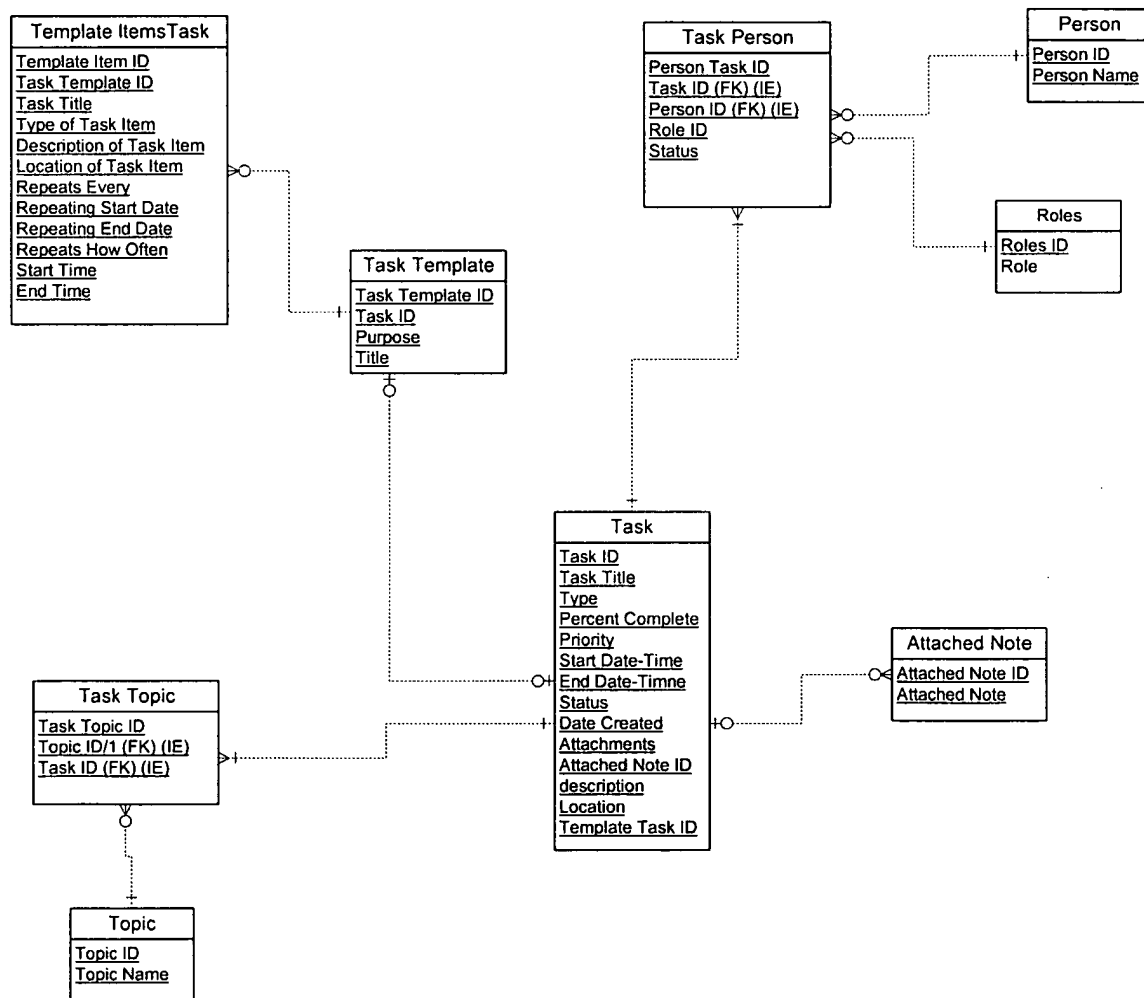 Template ItemsTask
Template Item ID
Task Template ID
Task Title
Type of Task Item
Description of Task Item
Location of Task Item
Repeats Every
Repeating Start Date
Repeating End Date
Repeats How Often
Start Time
End Time
Task Person
Person Task ID
Task ID (FK) (IE)
Person ID (FK) (IE)
Role ID
Status
Person
Person ID
Person Name
Roles
Roles ID
Role
Task Template
Task Template ID
Task ID
Purpose
Title
Task
Task ID
Task Title
Type
Percent Complete
Priority
Start Date-Time
End Date-Timne
Status
Date Created
Attachments
Attached Note ID
description
Location
Template Task ID
Attached Note
Attached Note ID
Attached Note
Task Topic
Task Topic ID
Topic ID/1 (FK) (IE)
Task ID (FK) (IE)
Topic
Topic ID
Topic Name